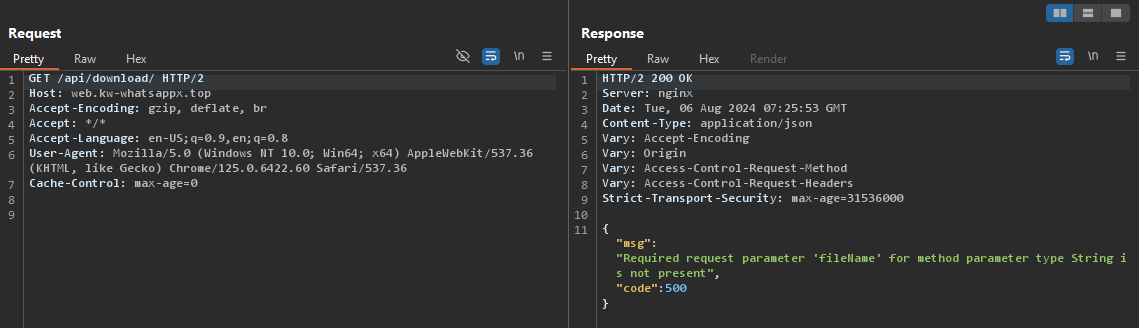 Request
Pretty Raw Hex \n
1 GET /api/download/ HTTP/2
2 Host: web.kw-whatsappx.top
3 Accept-Encoding: gzip, deflate, br
4 Accept: */*
5 Accept-Language: en-US;q=0.9,en;q=0.8
6 User-Agent: Mozilla/5.0 (Windows NT 10.0; Win64; x64) AppleWebKit/537.36
(KHTML, like Gecko) Chrome/125.0.6422.60 Safari/537.36
7 Cache-Control: max-age=0
8
9
Response
Pretty Raw Hex Render \n
1 HTTP/2 200 OK
2 Server: nginx
3 Date: Tue, 06 Aug 2024 07:25:53 GMT
4 Content-Type: application/json
5 Vary: Accept-Encoding
6 Vary: Origin
7 Vary: Access-Control-Request-Method
8 Vary: Access-Control-Request-Headers
9 Strict-Transport-Security: max-age=31536000
10
11 {
"msg":
"Required request parameter 'fileName' for method parameter type String i
s not present",
"code":500
}